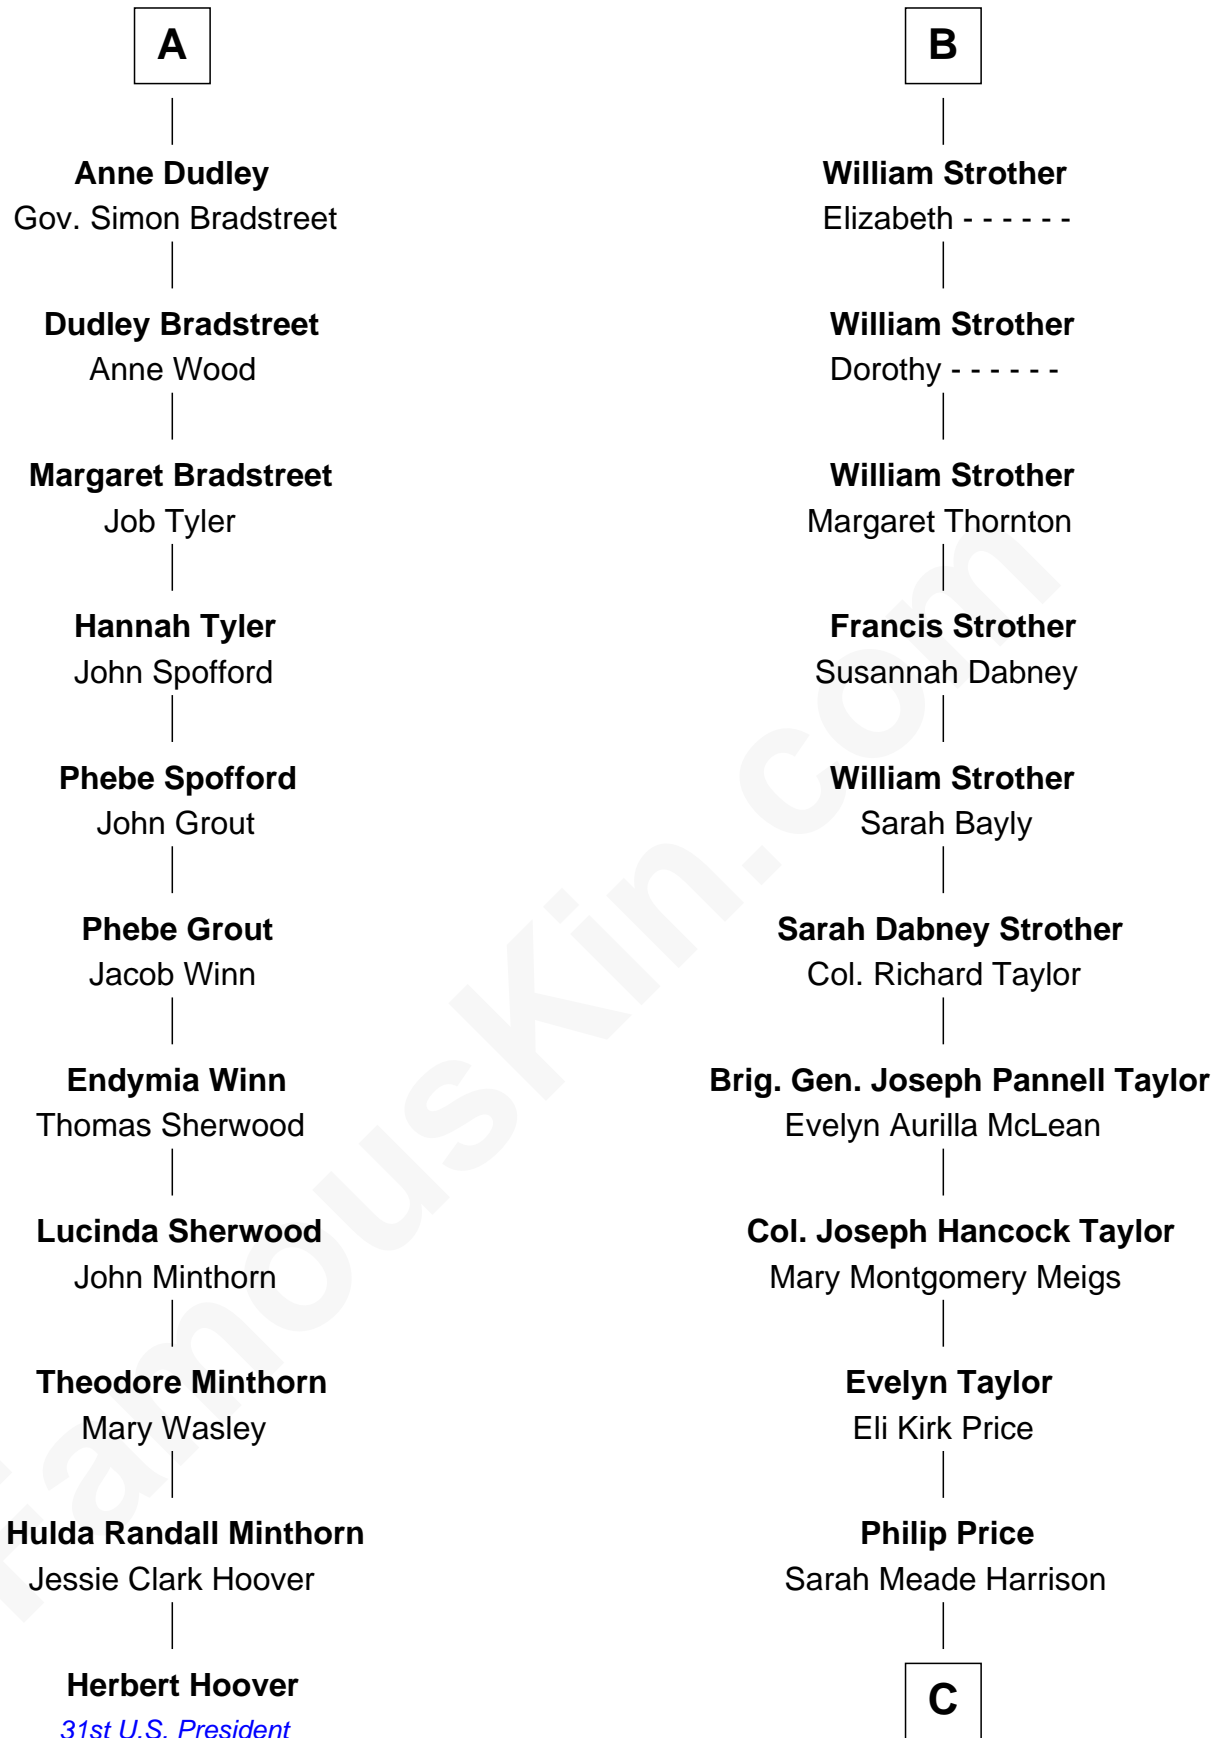 A
Anne Dudley
Gov. Simon Bradstreet
Dudley Bradstreet
Anne Wood
Margaret Bradstreet
Job Tyler
Hannah Tyler
John Spofford
Phebe Spofford
John Grout
Phebe Grout
Jacob Winn
Endymia Winn
Thomas Sherwood
Lucinda Sherwood
John Minthorn
Theodore Minthorn
Mary Wasley
Hulda Randall Minthorn
Jessie Clark Hoover
Herbert Hoover
31st U.S. President
B
William Strother
Elizabeth - - - - - -
William Strother
Dorothy - - - - - -
William Strother
Margaret Thornton
Francis Strother
Susannah Dabney
William Strother
Sarah Bayly
Sarah Dabney Strother
Col. Richard Taylor
Brig. Gen. Joseph Pannell Taylor
Evelyn Aurilla McLean
Col. Joseph Hancock Taylor
Mary Montgomery Meigs
Evelyn Taylor
Eli Kirk Price
Philip Price
Sarah Meade Harrison
C
FamousKin.com